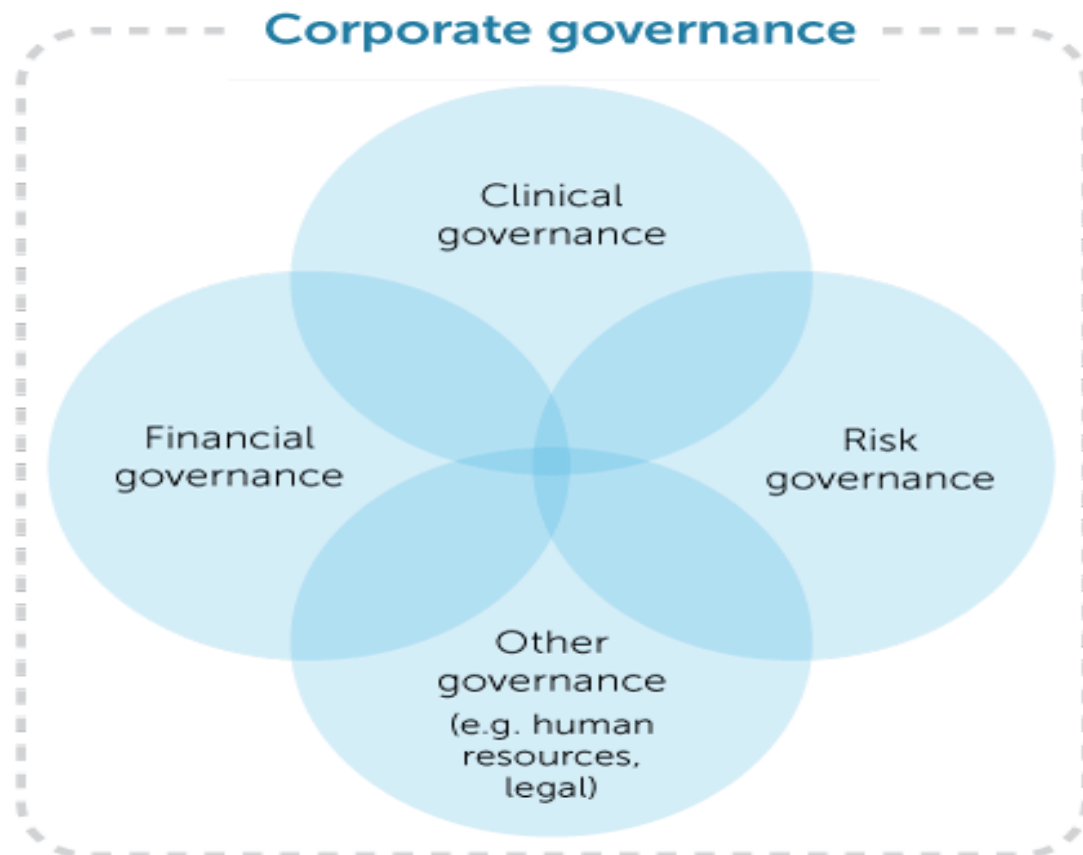 Corporate governance
Clinical
governance
Financial
governance
Risk
governance
Other
governance
(e.g. human
resources,
legal)